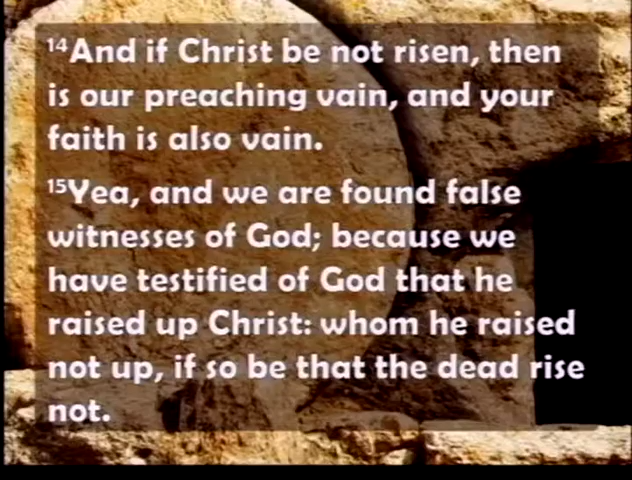 ¹⁴And if Christ be not risen, then
is our preaching vain, and your
faith is also vain.
¹⁵Yea, and we are found false
witnesses of God; because we
have testified of God that he
raised up Christ: whom he raised
not up, if so be that the dead rise
not.